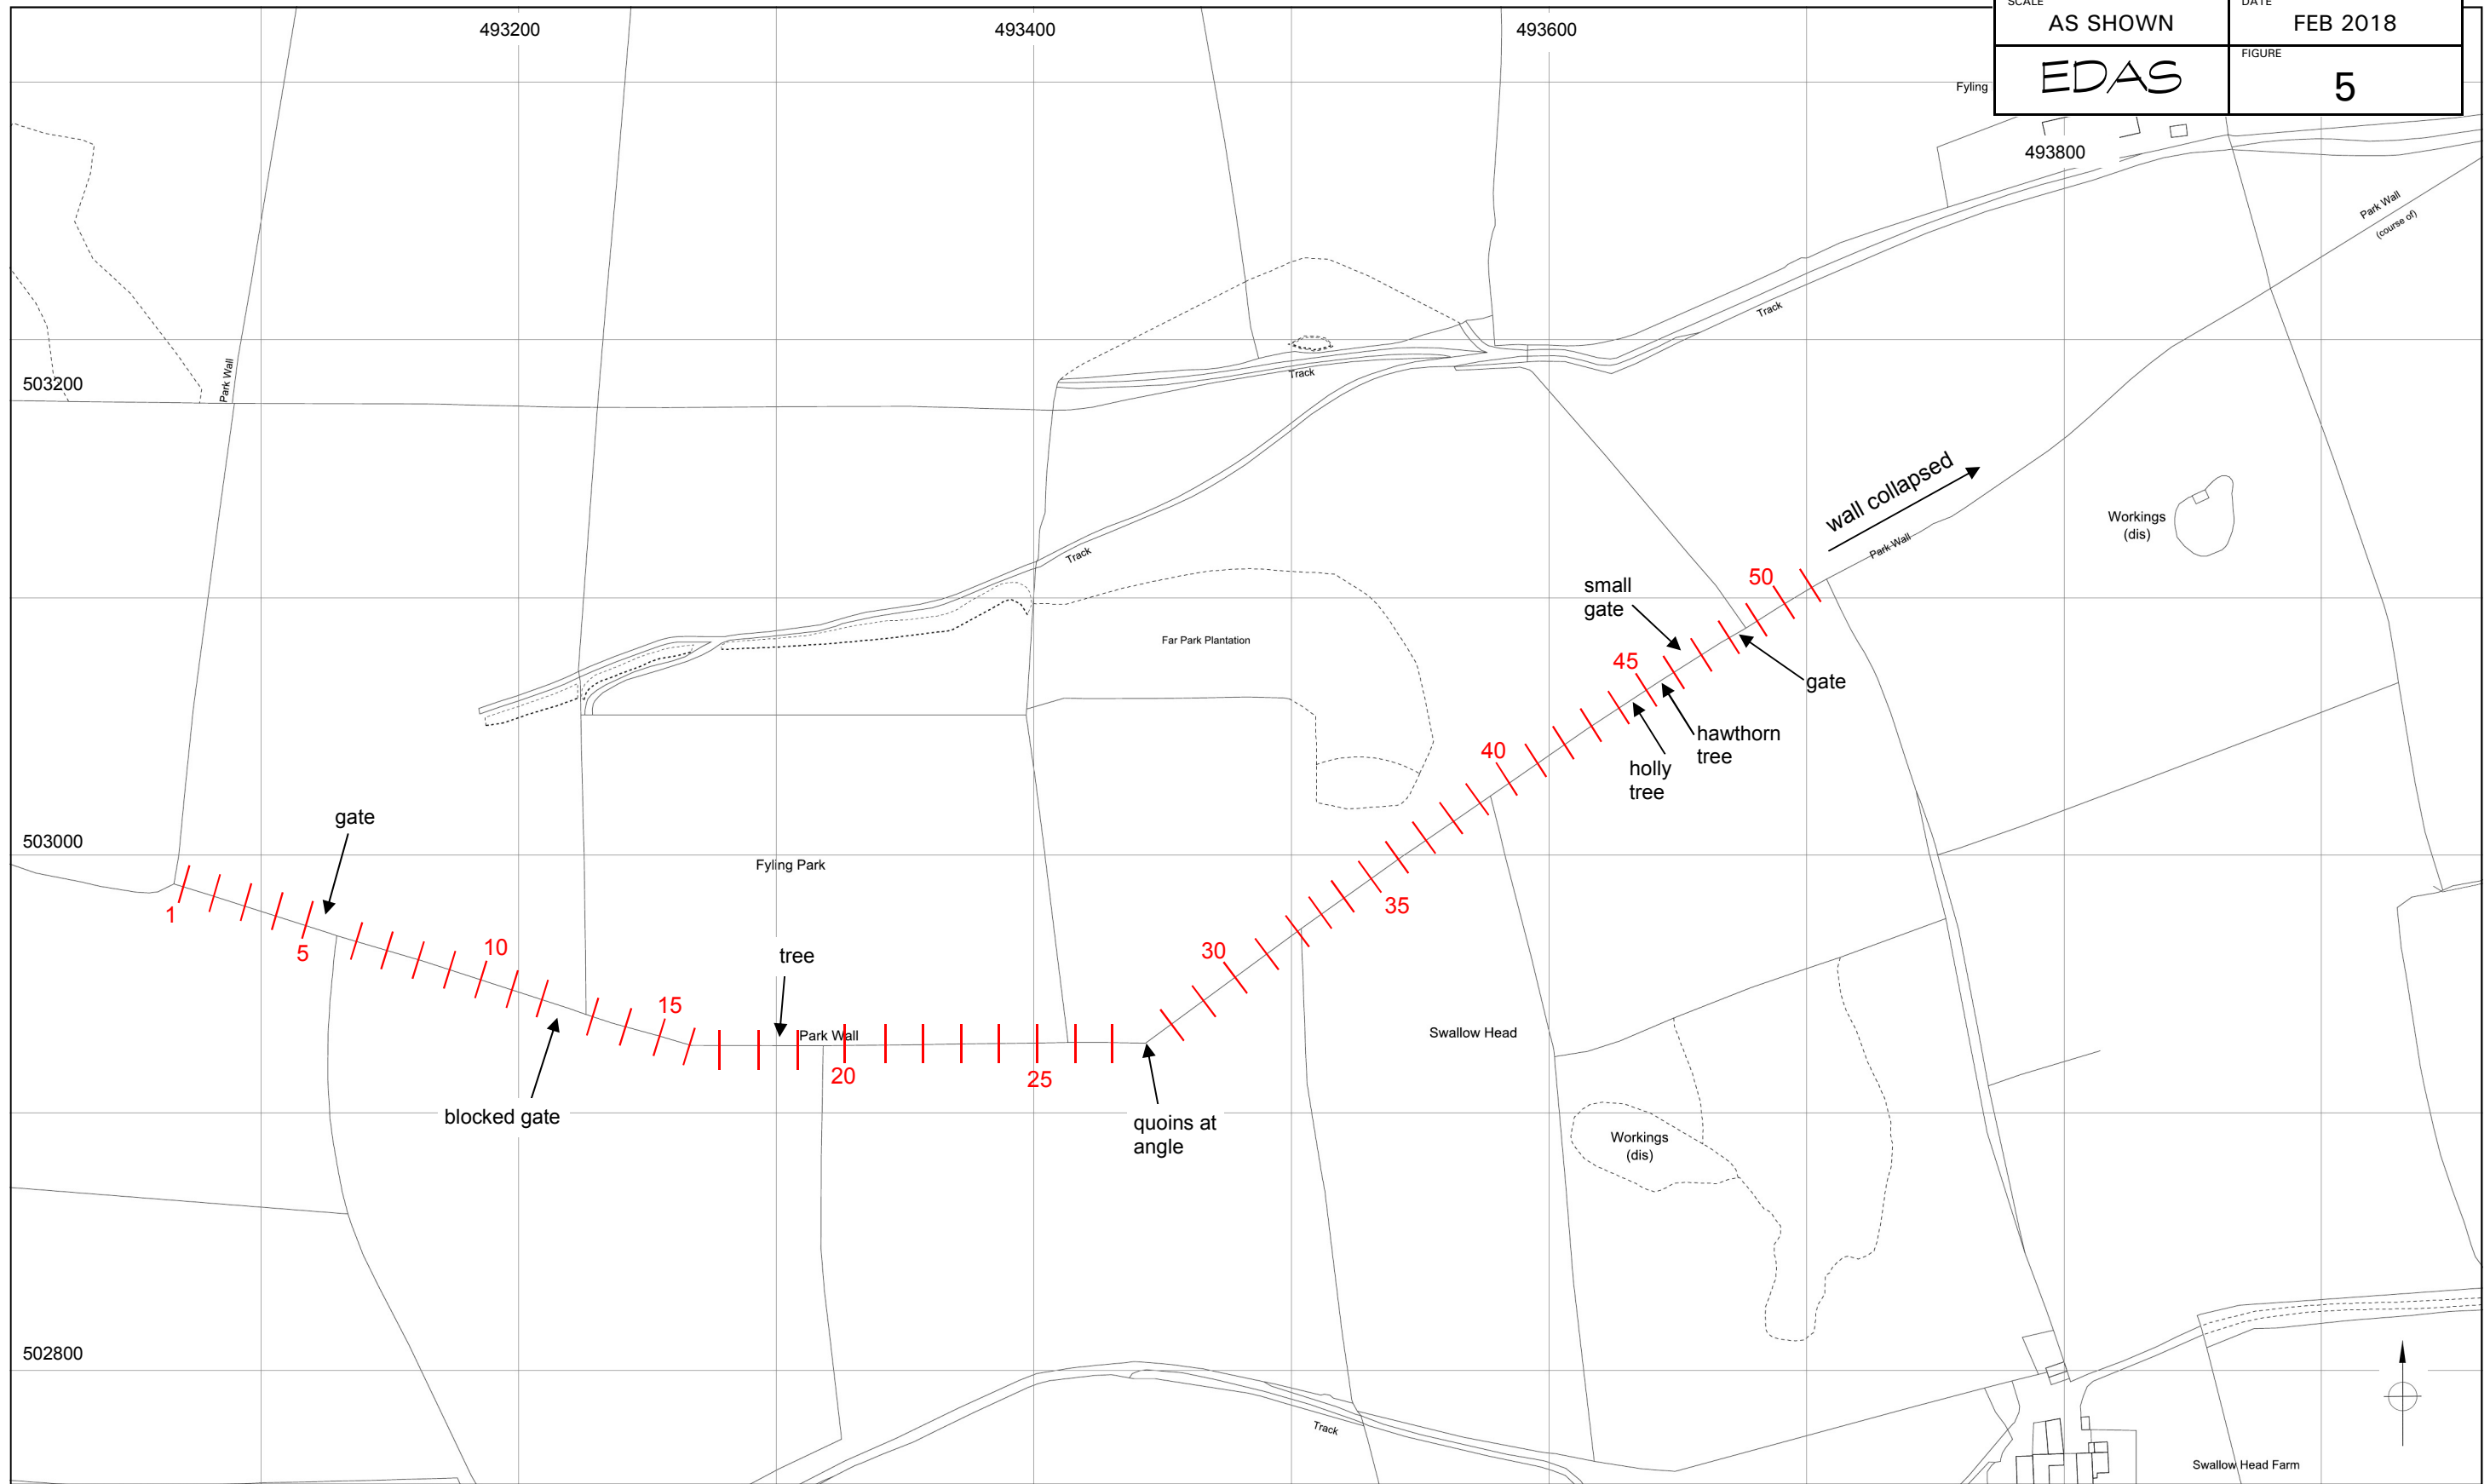 SCALE
AS SHOWN
DATE
FEB 2018
EDAS
FIGURE
5
493200
493400
493600
Fyling
493800
Park Wall
(course of)
Track
503200
Park Wall
Track
wall collapsed
Workings
(dis)
Park Wall
Track
small
gate
50
Far Park Plantation
45
gate
hawthorn
tree
40
holly
tree
gate
503000
Fyling Park
35
1
5
10
tree
30
15
Park Wall
Swallow Head
20
25
blocked gate
quoins at
angle
Workings
(dis)
502800
Track
Swallow Head Farm